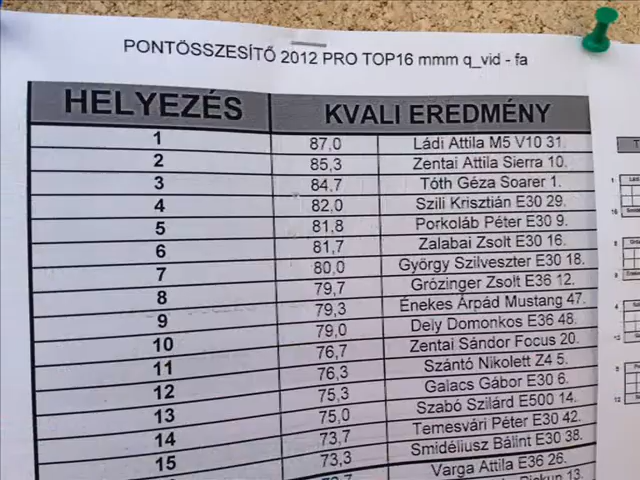 PONTÖSSZESÍTŐ 2012 PRO TOP16 mmm q_vid - fa
HELYEZÉS KVALI EREDMÉNY
1 87,0 Ládi Attila M5 V10 31.
2 85,3 Zentai Attila Sierra 10.
3 84,7 Tóth Géza Soarer 1.
4 82,0 Szili Krisztián E30 29.
5 81,8 Porkoláb Péter E30 9.
6 81,7 Zalabai Zsolt E30 16.
7 80,0 György Szilveszter E30 18.
8 79,7 Grózinger Zsolt E36 12.
9 79,3 Énekes Árpád Mustang 47.
10 79,0 Dely Domonkos E36 48.
11 76,7 Zentai Sándor Focus 20.
12 76,3 Szántó Nikolett Z4 5.
13 75,3 Galacs Gábor E30 6.
14 75,0 Szabó Szilárd E500 14.
15 73,7 Temesvári Péter E30 42.
73,3 Smidéliusz Bálint E30 38.
Varga Attila E36 26.
13.